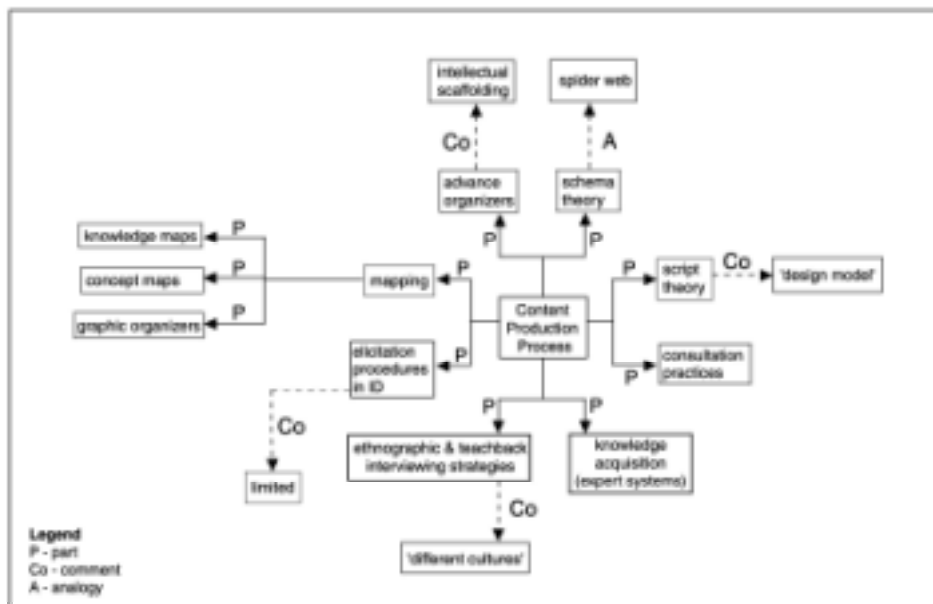 intellectual
scaffolding
spider web
Co
A
advance
organizers
schema
theory
P
P
knowledge maps
P
concept maps
P
graphic organizers
P
mapping
P
Content
Production
Process
P
script
theory
Co
'design model'
elicitation
procedures
in ID
P
P
consultation
practices
Co
limited
P
P
ethnographic & teachback
interviewing strategies
knowledge
acquisition
(expert systems)
Co
'different cultures'
Legend
P - part
Co - comment
A - analogy